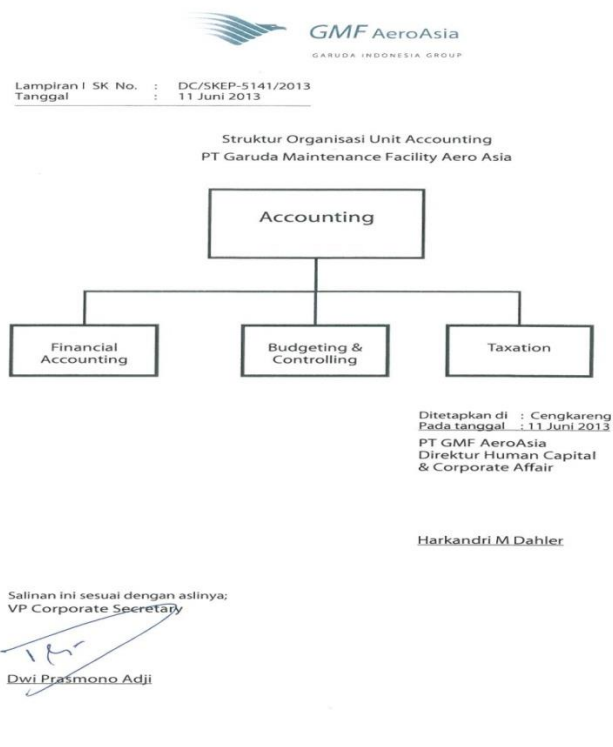 GMF AeroAsia
GARUDA INDONESIA GROUP
Lampiran I SK No. : DC/SKEP-5141/2013
Tanggal : 11 Juni 2013
Struktur Organisasi Unit Accounting
PT Garuda Maintenance Facility Aero Asia
Accounting
Financial
Accounting
Budgeting &
Controlling
Taxation
Ditetapkan di : Cengkareng
Pada tanggal : 11 Juni 2013
PT GMF AeroAsia
Direktur Human Capital
& Corporate Affair
Harkandri M Dahler
Salinan ini sesuai dengan aslinya;
VP Corporate Secretary
Dwi Prasmono Adji